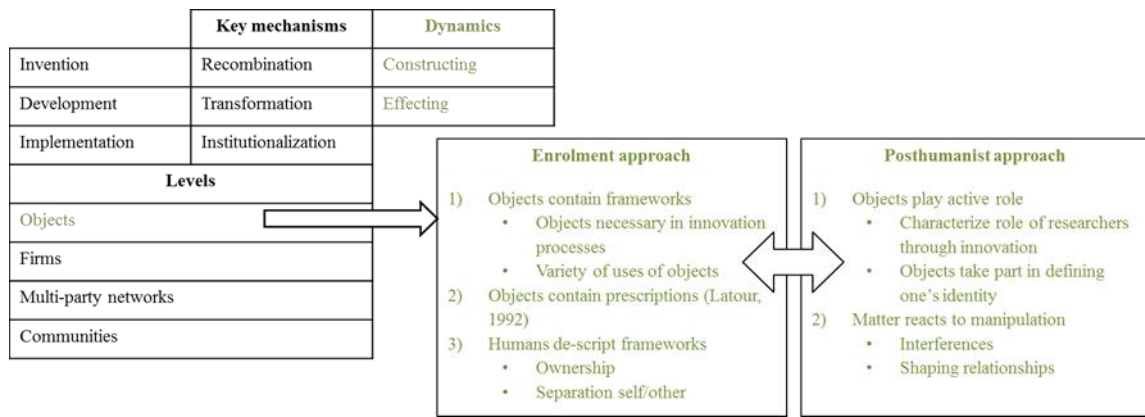 Key mechanisms Dynamics
Invention Recombination Constructing
Development Transformation Effecting
Implementation Institutionalization
Levels
Objects
Firms
Multi-party networks
Communities
Enrolment approach
1) Objects contain frameworks
• Objects necessary in innovation
processes
• Variety of uses of objects
2) Objects contain prescriptions (Latour,
1992)
3) Humans de-script frameworks
• Ownership
• Separation self/other
Posthumanist approach
1) Objects play active role
• Characterize role of researchers
through innovation
• Objects take part in defining
one's identity
2) Matter reacts to manipulation
• Interferences
• Shaping relationships